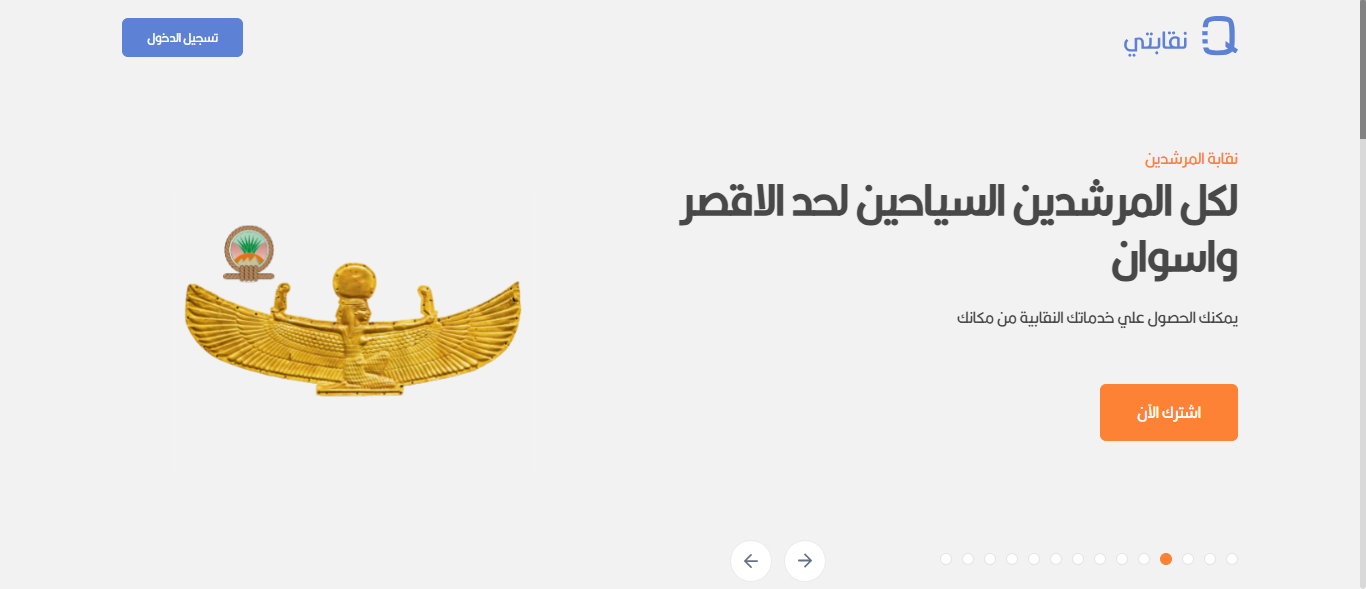 نقابتي
تسجيل الدخول
نقابة المرشدين
لكل المرشدين السياحين لحد الاقصر
واسوان
يمكنك الحصول علي خدماتك النقابية من مكانك
اشترك الآن